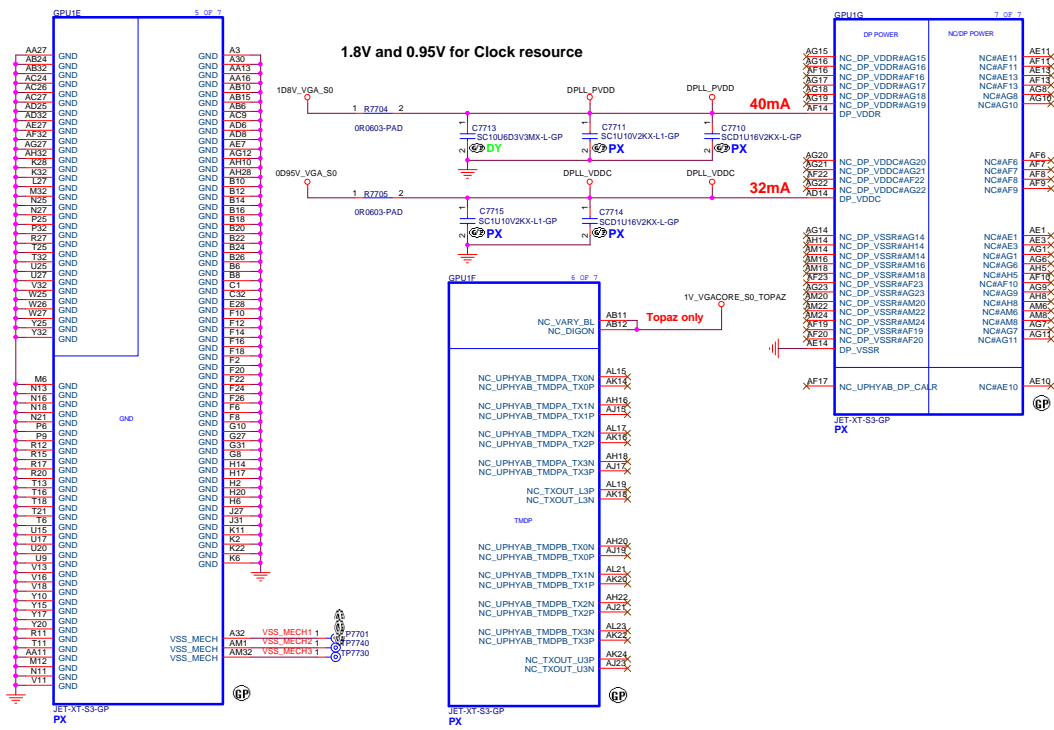 GPU1E
5 OF 7
AA27 GND
AB24 GND
AB32 GND
AC24 GND
AC26 GND
AC27 GND
AD25 GND
AD32 GND
AE27 GND
AF32 GND
AG27 GND
AH32 GND
K28 GND
K32 GND
L27 GND
M32 GND
N25 GND
N27 GND
P25 GND
P32 GND
R27 GND
T25 GND
T32 GND
U25 GND
U27 GND
V32 GND
W25 GND
W26 GND
W27 GND
Y25 GND
Y32 GND
M6 GND
N13 GND
N16 GND
N18 GND
N21 GND
P6 GND
P9 GND
R12 GND
R15 GND
R17 GND
R20 GND
T13 GND
T16 GND
T18 GND
T21 GND
T6 GND
U15 GND
U17 GND
U20 GND
U9 GND
V13 GND
V16 GND
V18 GND
Y10 GND
Y15 GND
Y17 GND
Y20 GND
R11 GND
T11 GND
AA11 GND
M12 GND
N11 GND
V11 GND
GND
GND A3
GND A30
GND AA13
GND AA16
GND AB10
GND AB15
GND AB6
GND AC9
GND AD6
GND AD8
GND AE7
GND AG12
GND AH10
GND AH28
GND B10
GND B12
GND B14
GND B16
GND B18
GND B20
GND B22
GND B24
GND B26
GND B6
GND B8
GND C1
GND C32
GND E28
GND F10
GND F12
GND F14
GND F16
GND F18
GND F2
GND F20
GND F22
GND F24
GND F26
GND F6
GND F8
GND G10
GND G27
GND G31
GND G8
GND H14
GND H17
GND H2
GND H20
GND H6
GND J27
GND J31
GND K11
GND K2
GND K22
GND K6
VSS_MECH A32 VSS_MECH1 1 TP7701
VSS_MECH AM1 VSS_MECH2 1 TP7740
VSS_MECH AM32 VSS_MECH3 1 TP7730
GP
JET-XT-S3-GP
PX
1.8V and 0.95V for Clock resource
1D8V_VGA_S0
DPLL_PVDD
DPLL_PVDD
1 R7704 2
0R0603-PAD
40mA
1 C7713
SC10U6D3V3MX-L-GP
2 DY
1 C7711
SC1U10V2KX-L1-GP
2 PX
1 C7710
SCD1U16V2KX-L-GP
2 PX
0D95V_VGA_S0
DPLL_VDDC
DPLL_VDDC
1 R7705 2
0R0603-PAD
32mA
1 C7715
SC1U10V2KX-L1-GP
2 PX
1 C7714
SCD1U16V2KX-L-GP
2 PX
GPU1F
6 OF 7
1V_VGACORE_S0_TOPAZ
Topaz only
NC_VARY_BL AB11
NC_DIGON AB12
NC_UPHYAB_TMDPA_TX0N AL15
NC_UPHYAB_TMDPA_TX0P AK14
NC_UPHYAB_TMDPA_TX1N AH16
NC_UPHYAB_TMDPA_TX1P AJ15
NC_UPHYAB_TMDPA_TX2N AL17
NC_UPHYAB_TMDPA_TX2P AK16
NC_UPHYAB_TMDPA_TX3N AH18
NC_UPHYAB_TMDPA_TX3P AJ17
NC_TXOUT_L3P AL19
NC_TXOUT_L3N AK18
TMDP
NC_UPHYAB_TMDPB_TX0N AH20
NC_UPHYAB_TMDPB_TX0P AJ19
NC_UPHYAB_TMDPB_TX1N AL21
NC_UPHYAB_TMDPB_TX1P AK20
NC_UPHYAB_TMDPB_TX2N AH22
NC_UPHYAB_TMDPB_TX2P AJ21
NC_UPHYAB_TMDPB_TX3N AL23
NC_UPHYAB_TMDPB_TX3P AK22
NC_TXOUT_U3P AK24
NC_TXOUT_U3N AJ23
GP
JET-XT-S3-GP
PX
GPU1G
7 OF 7
DP POWER
NC/DP POWER
AG15 NC_DP_VDDR#AG15
AG16 NC_DP_VDDR#AG16
AF16 NC_DP_VDDR#AF16
AG17 NC_DP_VDDR#AG17
AG18 NC_DP_VDDR#AG18
AG19 NC_DP_VDDR#AG19
AF14 DP_VDDR
AG20 NC_DP_VDDC#AG20
AG21 NC_DP_VDDC#AG21
AF22 NC_DP_VDDC#AF22
AG22 NC_DP_VDDC#AG22
AD14 DP_VDDC
AG14 NC_DP_VSSR#AG14
AH14 NC_DP_VSSR#AH14
AM14 NC_DP_VSSR#AM14
AM16 NC_DP_VSSR#AM16
AM18 NC_DP_VSSR#AM18
AF23 NC_DP_VSSR#AF23
AG23 NC_DP_VSSR#AG23
AM20 NC_DP_VSSR#AM20
AM22 NC_DP_VSSR#AM22
AM24 NC_DP_VSSR#AM24
AF19 NC_DP_VSSR#AF19
AF20 NC_DP_VSSR#AF20
AE14 DP_VSSR
AF17 NC_UPHYAB_DP_CALR
NC#AE11 AE11
NC#AF11 AF11
NC#AE13 AE13
NC#AF13 AF13
NC#AG8 AG8
NC#AG10 AG10
NC#AF6 AF6
NC#AF7 AF7
NC#AF8 AF8
NC#AF9 AF9
NC#AE1 AE1
NC#AE3 AE3
NC#AG1 AG1
NC#AG6 AG6
NC#AH5 AH5
NC#AF10 AF10
NC#AG9 AG9
NC#AH8 AH8
NC#AM6 AM6
NC#AM8 AM8
NC#AG7 AG7
NC#AG11 AG11
NC#AE10 AE10
GP
JET-XT-S3-GP
PX